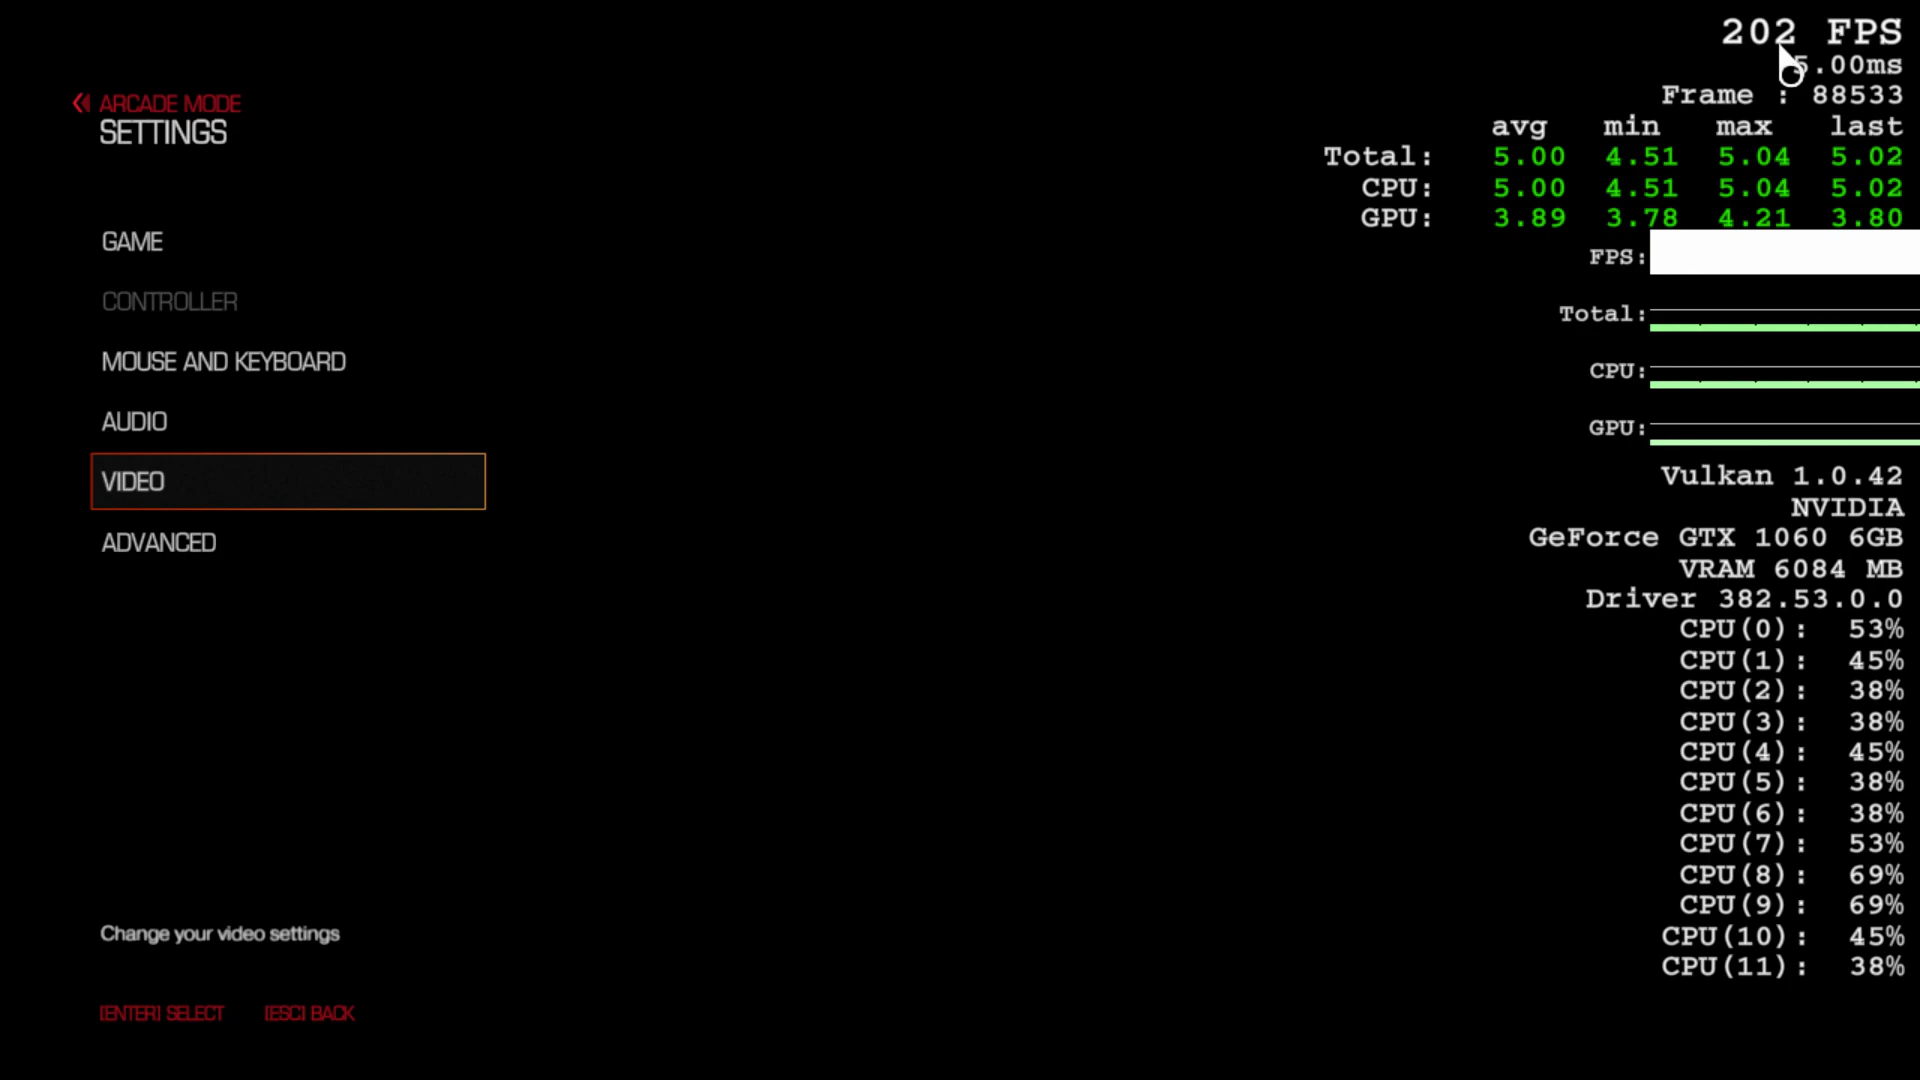 ARCADE MODE
SETTINGS
GAME
CONTROLLER
MOUSE AND KEYBOARD
AUDIO
VIDEO
ADVANCED
Change your video settings
[ENTER] SELECT [ESC] BACK
202 FPS
5.00ms
Frame : 88533
avg min max last
Total: 5.00 4.51 5.04 5.02
CPU: 5.00 4.51 5.04 5.02
GPU: 3.89 3.78 4.21 3.80
FPS:
Total:
CPU:
GPU:
Vulkan 1.0.42
NVIDIA
GeForce GTX 1060 6GB
VRAM 6084 MB
Driver 382.53.0.0
CPU(0): 53%
CPU(1): 45%
CPU(2): 38%
CPU(3): 38%
CPU(4): 45%
CPU(5): 38%
CPU(6): 38%
CPU(7): 53%
CPU(8): 69%
CPU(9): 69%
CPU(10): 45%
CPU(11): 38%